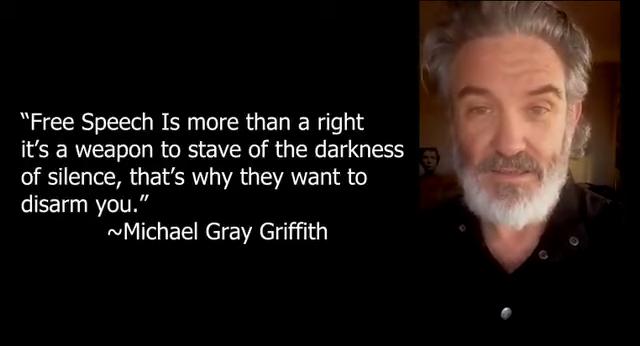 “Free Speech Is more than a right
it’s a weapon to stave of the darkness
of silence, that’s why they want to
disarm you.”
~Michael Gray Griffith